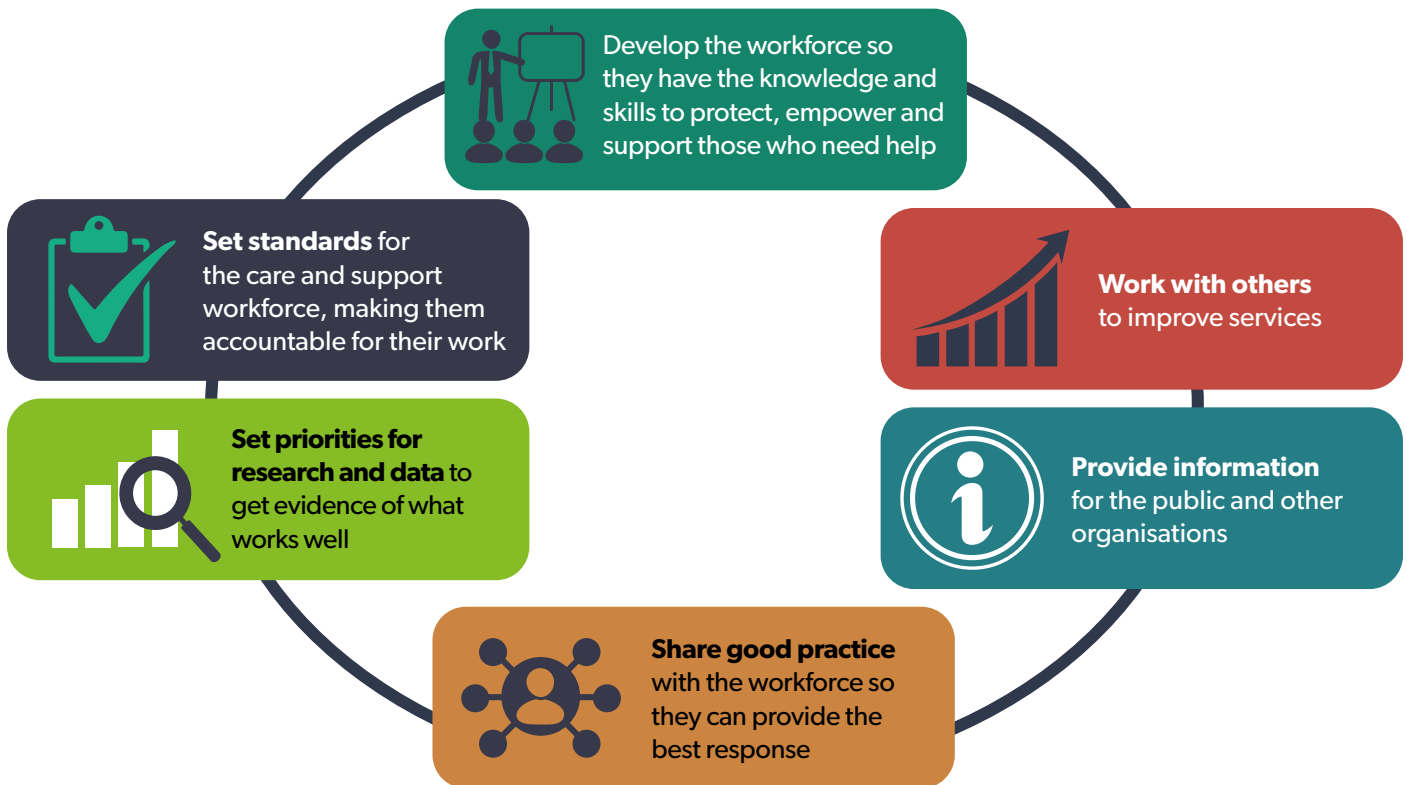 Develop the workforce so
they have the knowledge and
skills to protect, empower and
support those who need help
Set standards for
the care and support
workforce, making them
accountable for their work
Work with others
to improve services
Set priorities for
research and data to
get evidence of what
works well
Provide information
for the public and other
organisations
Share good practice
with the workforce so
they can provide the
best response